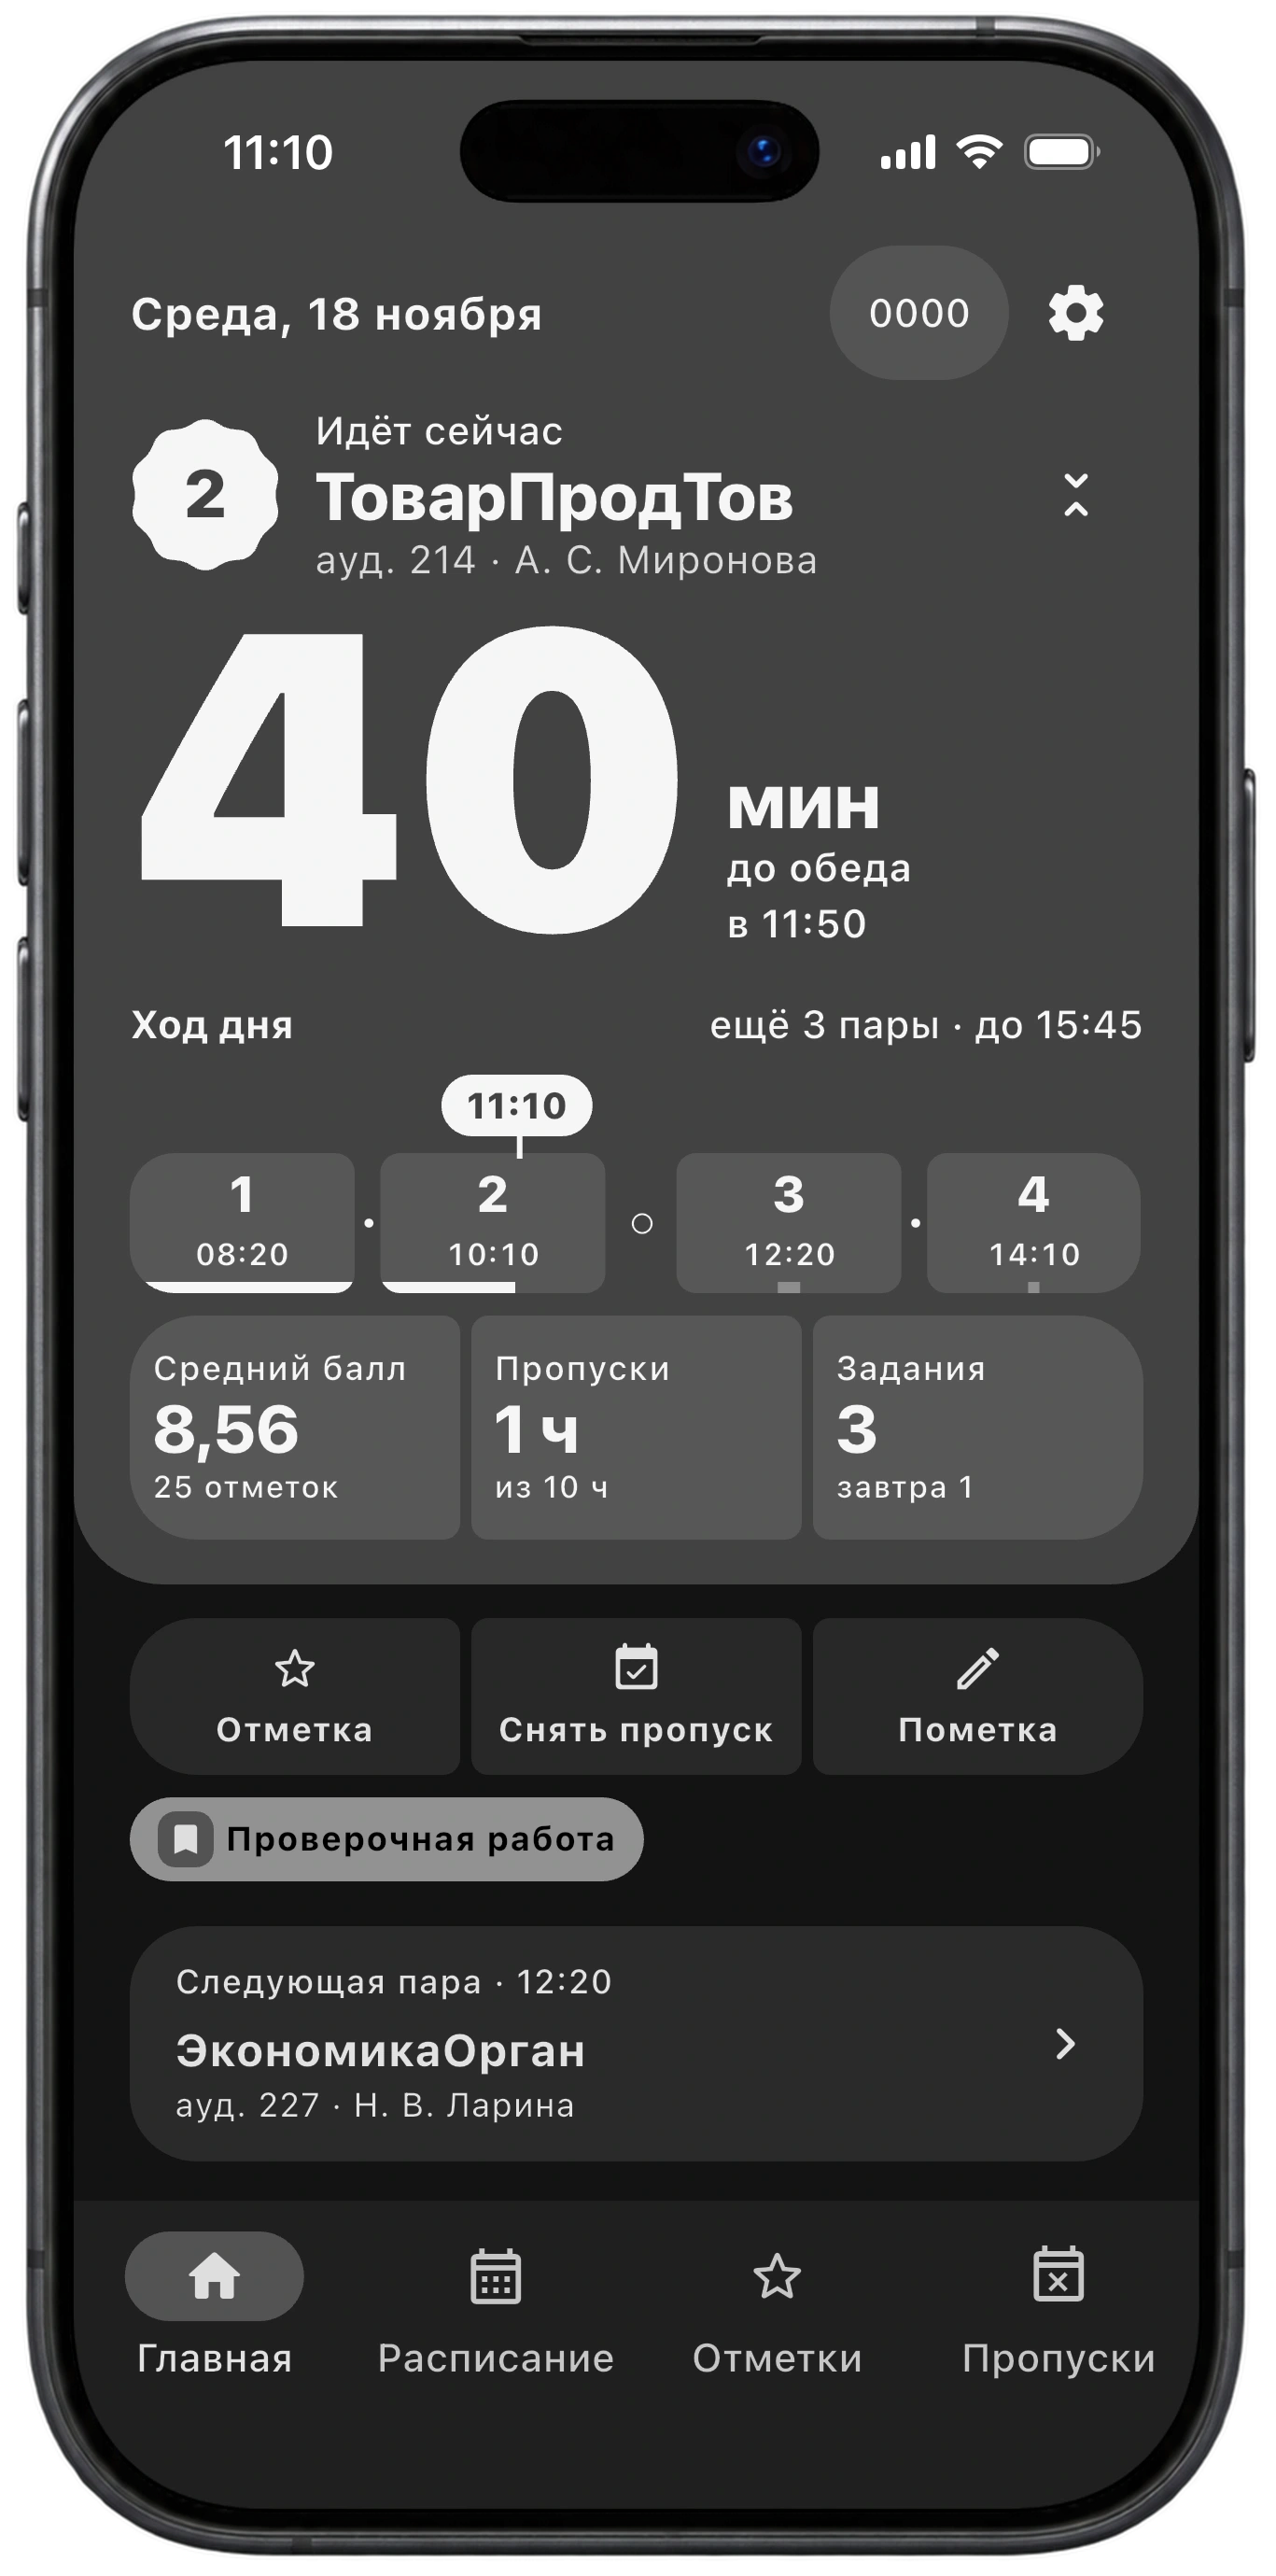 11:10
Среда, 18 ноября
0000
2
Идёт сейчас
ТоварПродТов
ауд. 214 · А. С. Миронова
40
мин
до обеда
в 11:50
Ход дня
ещё 3 пары · до 15:45
11:10
1
08:20
2
10:10
3
12:20
4
14:10
Средний балл
8,56
25 отметок
Пропуски
1 ч
из 10 ч
Задания
3
завтра 1
Отметка
Снять пропуск
Пометка
Проверочная работа
Следующая пара · 12:20
ЭкономикаОрган
ауд. 227 · Н. В. Ларина
Главная
Расписание
Отметки
Пропуски